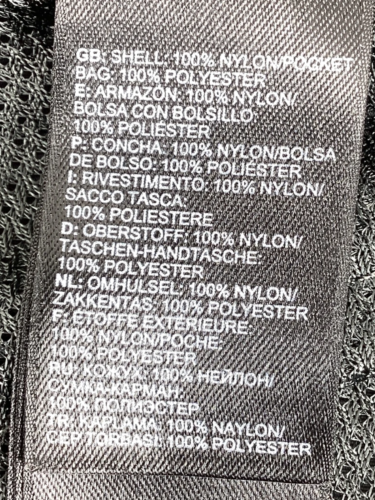 GB: SHELL: 100% NYLON/POCKET
BAG: 100% POLYESTER
E: ARMAZON: 100% NYLON/
BOLSA CON BOLSILLO:
100% POLIÉSTER
P: CONCHA: 100% NYLON/BOLSA
DE BOLSO: 100% POLIÉSTER
I: RIVESTIMENTO: 100% NYLON/
SACCO TASCA:
100% POLIESTERE
D: OBERSTOFF: 100% NYLON/
TASCHEN-HANDTASCHE:
100% POLYESTER
NL: OMHULSEL: 100% NYLON/
ZAKKENTAS: 100% POLYESTER
F: ÉTOFFE EXTÉRIEURE:
100% NYLON/POCHE:
100% POLYESTER
RU: КОЖУХ: 100% НЕЙЛОН/
СУМКА-КАРМАН:
100% ПОЛИЭСТЕР
TR: KAPLAMA: 100% NAYLON/
CEP TORBASI: 100% POLYESTER